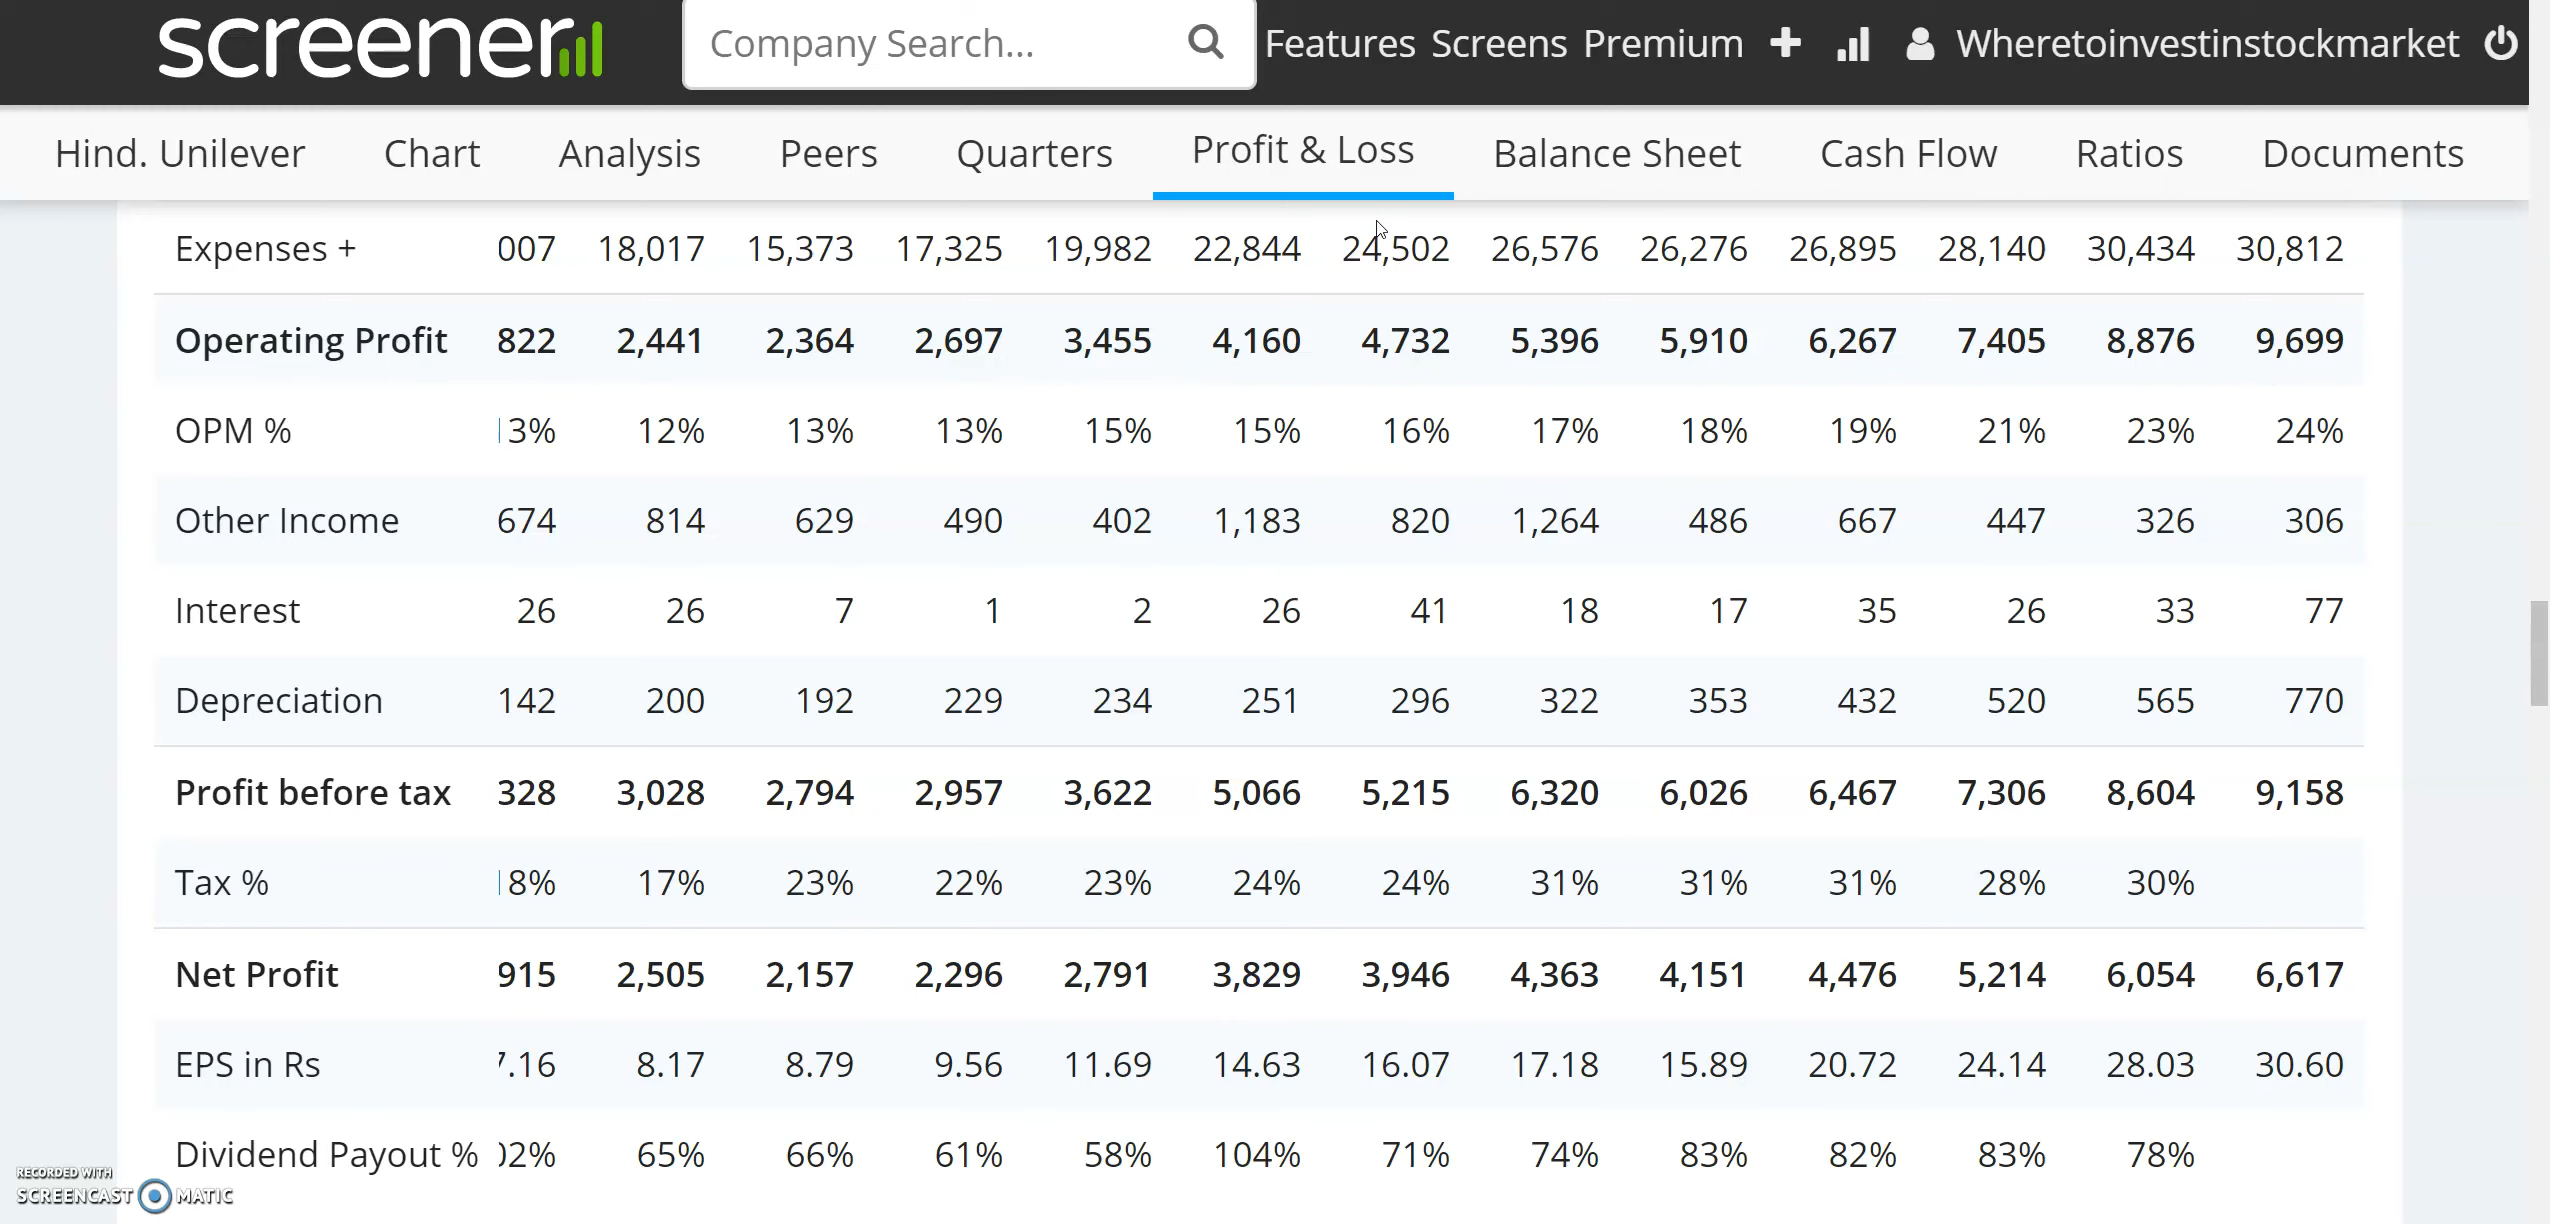 screener Company Search... Features Screens Premium Wheretoinvestinstockmarket
Hind. Unilever Chart Analysis Peers Quarters Profit & Loss Balance Sheet Cash Flow Ratios Documents
Expenses + 007 18,017 15,373 17,325 19,982 22,844 24,502 26,576 26,276 26,895 28,140 30,434 30,812
Operating Profit 822 2,441 2,364 2,697 3,455 4,160 4,732 5,396 5,910 6,267 7,405 8,876 9,699
OPM % 3% 12% 13% 13% 15% 15% 16% 17% 18% 19% 21% 23% 24%
Other Income 674 814 629 490 402 1,183 820 1,264 486 667 447 326 306
Interest 26 26 7 1 2 26 41 18 17 35 26 33 77
Depreciation 142 200 192 229 234 251 296 322 353 432 520 565 770
Profit before tax 328 3,028 2,794 2,957 3,622 5,066 5,215 6,320 6,026 6,467 7,306 8,604 9,158
Tax % 8% 17% 23% 22% 23% 24% 24% 31% 31% 31% 28% 30%
Net Profit 915 2,505 2,157 2,296 2,791 3,829 3,946 4,363 4,151 4,476 5,214 6,054 6,617
EPS in Rs 7.16 8.17 8.79 9.56 11.69 14.63 16.07 17.18 15.89 20.72 24.14 28.03 30.60
Dividend Payout % 02% 65% 66% 61% 58% 104% 71% 74% 83% 82% 83% 78%
RECORDED WITH
SCREENCAST MATIC